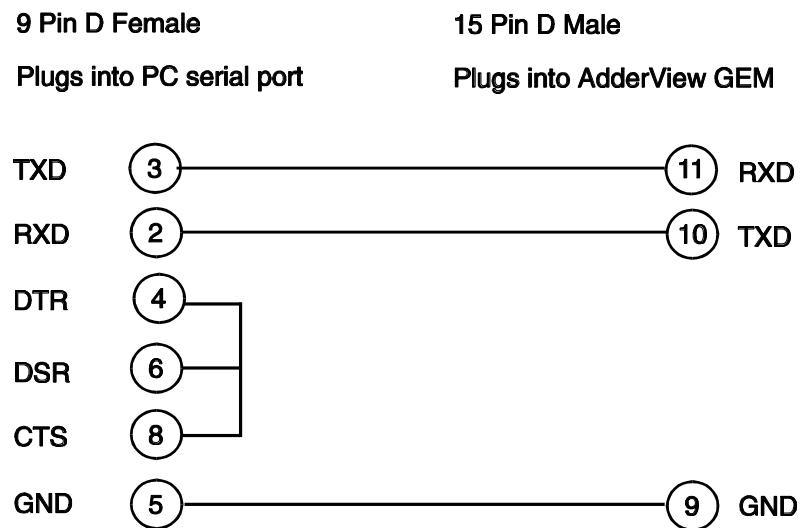 9 Pin D Female
15 Pin D Male
Plugs into PC serial port
Plugs into AdderView GEM
TXD 3 11 RXD
RXD 2 10 TXD
DTR 4
DSR 6
CTS 8
GND 5 9 GND